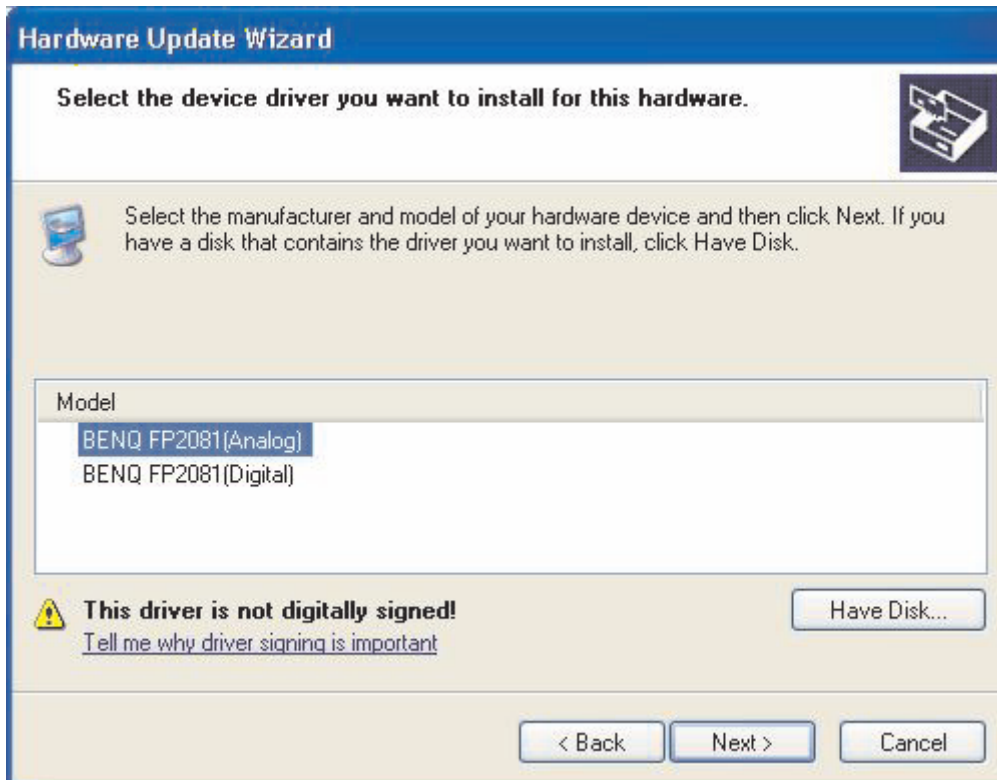 Hardware Update Wizard
Select the device driver you want to install for this hardware.
Select the manufacturer and model of your hardware device and then click Next. If you
have a disk that contains the driver you want to install, click Have Disk.
Model
BENQ FP2081(Analog)
BENQ FP2081(Digital)
This driver is not digitally signed!
Have Disk...
Tell me why driver signing is important
< Back
Next >
Cancel